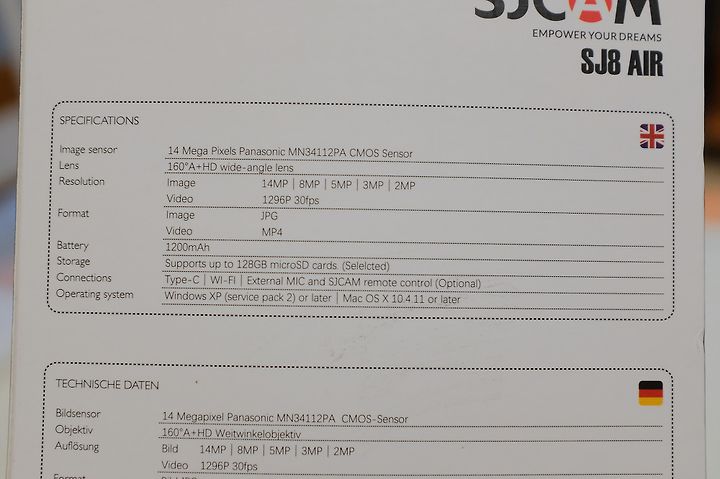 SJCAM
EMPOWER YOUR DREAMS
SJ8 AIR
SPECIFICATIONS
Image sensor 14 Mega Pixels Panasonic MN34112PA CMOS Sensor
Lens 160°A+HD wide-angle lens
Resolution Image 14MP | 8MP | 5MP | 3MP | 2MP
Video 1296P 30fps
Format Image JPG
Video MP4
Battery 1200mAh
Storage Supports up to 128GB microSD cards. (Selelcted)
Connections Type-C | WI-FI | External MIC and SJCAM remote control (Optional)
Operating system Windows XP (service pack 2) or later | Mac OS X 10.4.11 or later
TECHNISCHE DATEN
Bildsensor 14 Megapixel Panasonic MN34112PA CMOS-Sensor
Objektiv 160°A+HD Weitwinkelobjektiv
Auflösung Bild 14MP | 8MP | 5MP | 3MP | 2MP
Video 1296P 30fps
Format